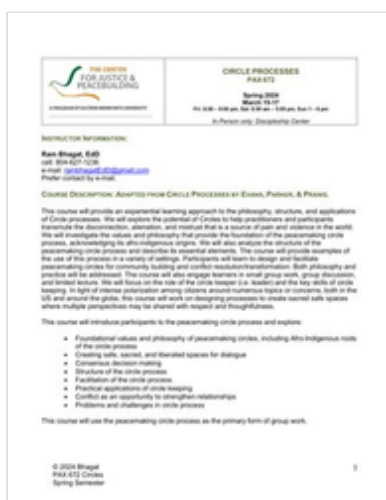 THE CENTER
FOR JUSTICE &
PEACEBUILDING
A PROGRAM OF EASTERN MENNONITE UNIVERSITY
CIRCLE PROCESSES
PAX 672
Spring 2024
March 15-17
In Person only: Discipleship Center
INSTRUCTOR INFORMATION:
Ram Bhagat, EdD
Prefer contact by e-mail.
COURSE DESCRIPTION: ADAPTED FROM CIRCLE PROCESSES BY EVANS, PARKER, & PRANIS.
This course will provide an experiential learning approach to the philosophy, structure, and applications
of Circle processes. We will explore the potential of Circles to help practitioners and participants
transmute the disconnection, alienation, and mistrust that is a source of pain and violence in the world.
We will investigate the values and philosophy that provide the foundation of the peacemaking circle
process, acknowledging its afro-indigenous origins. We will also analyze the structure of the
peacemaking circle process and describe its essential elements. The course will provide examples of
the use of this process in a variety of settings. Participants will learn to design and facilitate
peacemaking circles for community building and conflict resolution/transformation. Both philosophy and
practice will be addressed. The course will also engage learners in small group work, group discussion,
and limited lecture. We will focus on the role of the circle keeper (i.e. leader) and the key skills of circle
keeping. In light of intense polarization among citizens around numerous topics or concerns, both in the
US and around the globe, this course will work on designing processes to create sacred safe spaces
where multiple perspectives may be shared with respect and thoughtfulness.
This course will introduce participants to the peacemaking circle process and explore:
• Foundational values and philosophy of peacemaking circles, including Afro-Indigenous roots
of the circle process
• Creating safe, sacred, and liberated spaces for dialogue
• Consensus decision making
• Structure of the circle process
• Facilitation of the circle process
• Practical applications of circle keeping
• Conflict as an opportunity to strengthen relationships
• Problems and challenges in circle process
This course will use the peacemaking circle process as the primary form of group work.
© 2024 Bhagat
PAX 672 Circles
Spring Semester
1